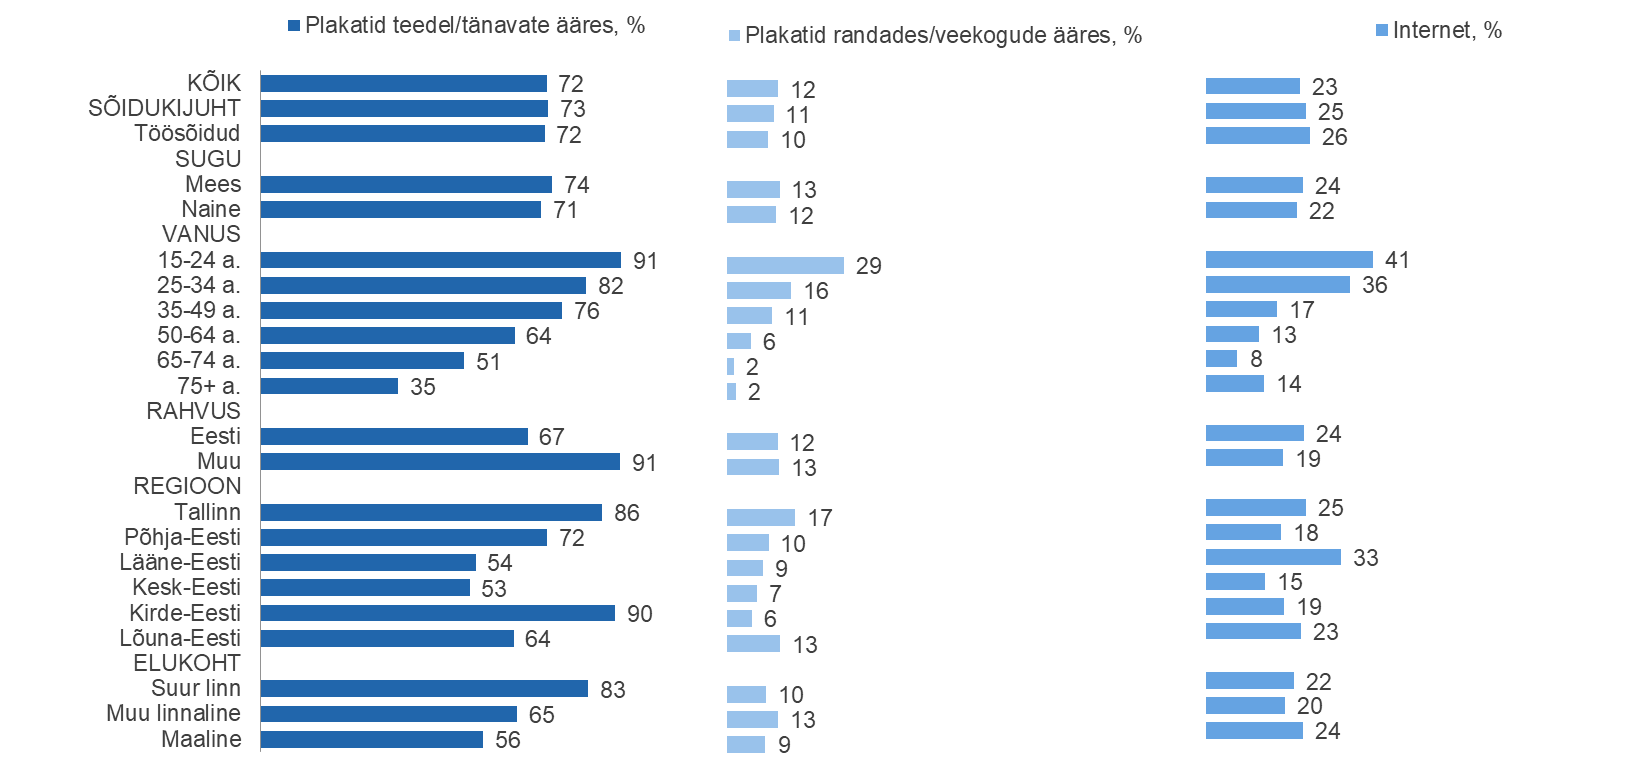 Plakatid teedel/tänavate ääres, % Plakatid randades/veekogude ääres, % Internet, %
KÕIK 72 12 23
SÕIDUKIJUHT 73 11 25
Töösõidud 72 10 26
SUGU
Mees 74 13 24
Naine 71 12 22
VANUS
15-24 a. 91 29 41
25-34 a. 82 16 36
35-49 a. 76 11 17
50-64 a. 64 6 13
65-74 a. 51 2 8
75+ a. 35 2 14
RAHVUS
Eesti 67 12 24
Muu 91 13 19
REGIOON
Tallinn 86 17 25
Põhja-Eesti 72 10 18
Lääne-Eesti 54 9 33
Kesk-Eesti 53 7 15
Kirde-Eesti 90 6 19
Lõuna-Eesti 64 13 23
ELUKOHT
Suur linn 83 10 22
Muu linnaline 65 13 20
Maaline 56 9 24